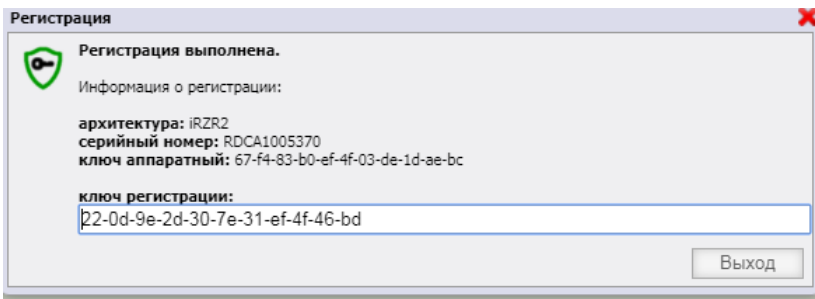 Регистрация
Регистрация выполнена.
Информация о регистрации:
архитектура: iRZR2
серийный номер: RDCA1005370
ключ аппаратный: 67-f4-83-b0-ef-4f-03-de-1d-ae-bc
ключ регистрации:
22-0d-9e-2d-30-7e-31-ef-4f-46-bd
Выход